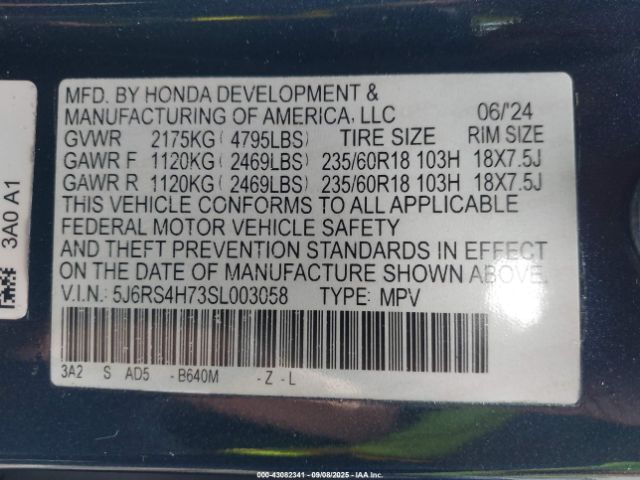 MFD. BY HONDA DEVELOPMENT &
MANUFACTURING OF AMERICA, LLC 06/'24
GVWR 2175KG ( 4795LBS) TIRE SIZE RIM SIZE
GAWR F 1120KG ( 2469LBS) 235/60R18 103H 18X7.5J
GAWR R 1120KG ( 2469LBS) 235/60R18 103H 18X7.5J
THIS VEHICLE CONFORMS TO ALL APPLICABLE
FEDERAL MOTOR VEHICLE SAFETY
AND THEFT PREVENTION STANDARDS IN EFFECT
ON THE DATE OF MANUFACTURE SHOWN ABOVE.
V.I.N.: 5J6RS4H73SL003058 TYPE: MPV
3A2 S AD5 - B640M - Z - L
3A0 A1
000-43082341 - 09/08/2025 - IAA Inc.